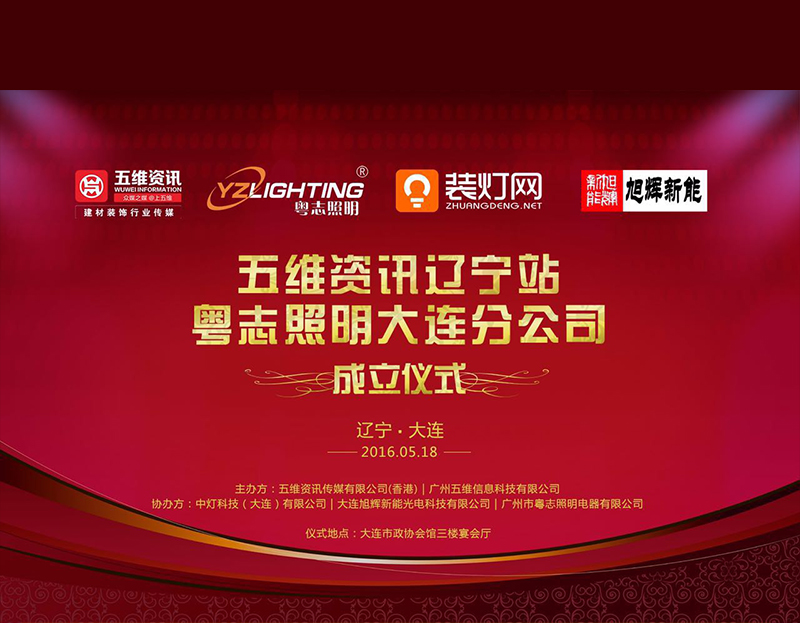 五维资讯
WUWEI INFORMATION
众媒之媒@上五维
建材装饰行业传媒
YZLIGHTING®
粤志照明
装灯网
ZHUANGDENG.NET
旭辉新能
旭辉新能
五维资讯辽宁站
粤志照明大连分公司
成立仪式
辽宁·大连
2016.05.18
主办方：五维资讯传媒有限公司(香港)|广州五维信息科技有限公司
协办方：中灯科技（大连）有限公司|大连旭辉新能光电科技有限公司|广州市粤志照明电器有限公司
仪式地点：大连市政协会馆三楼宴会厅